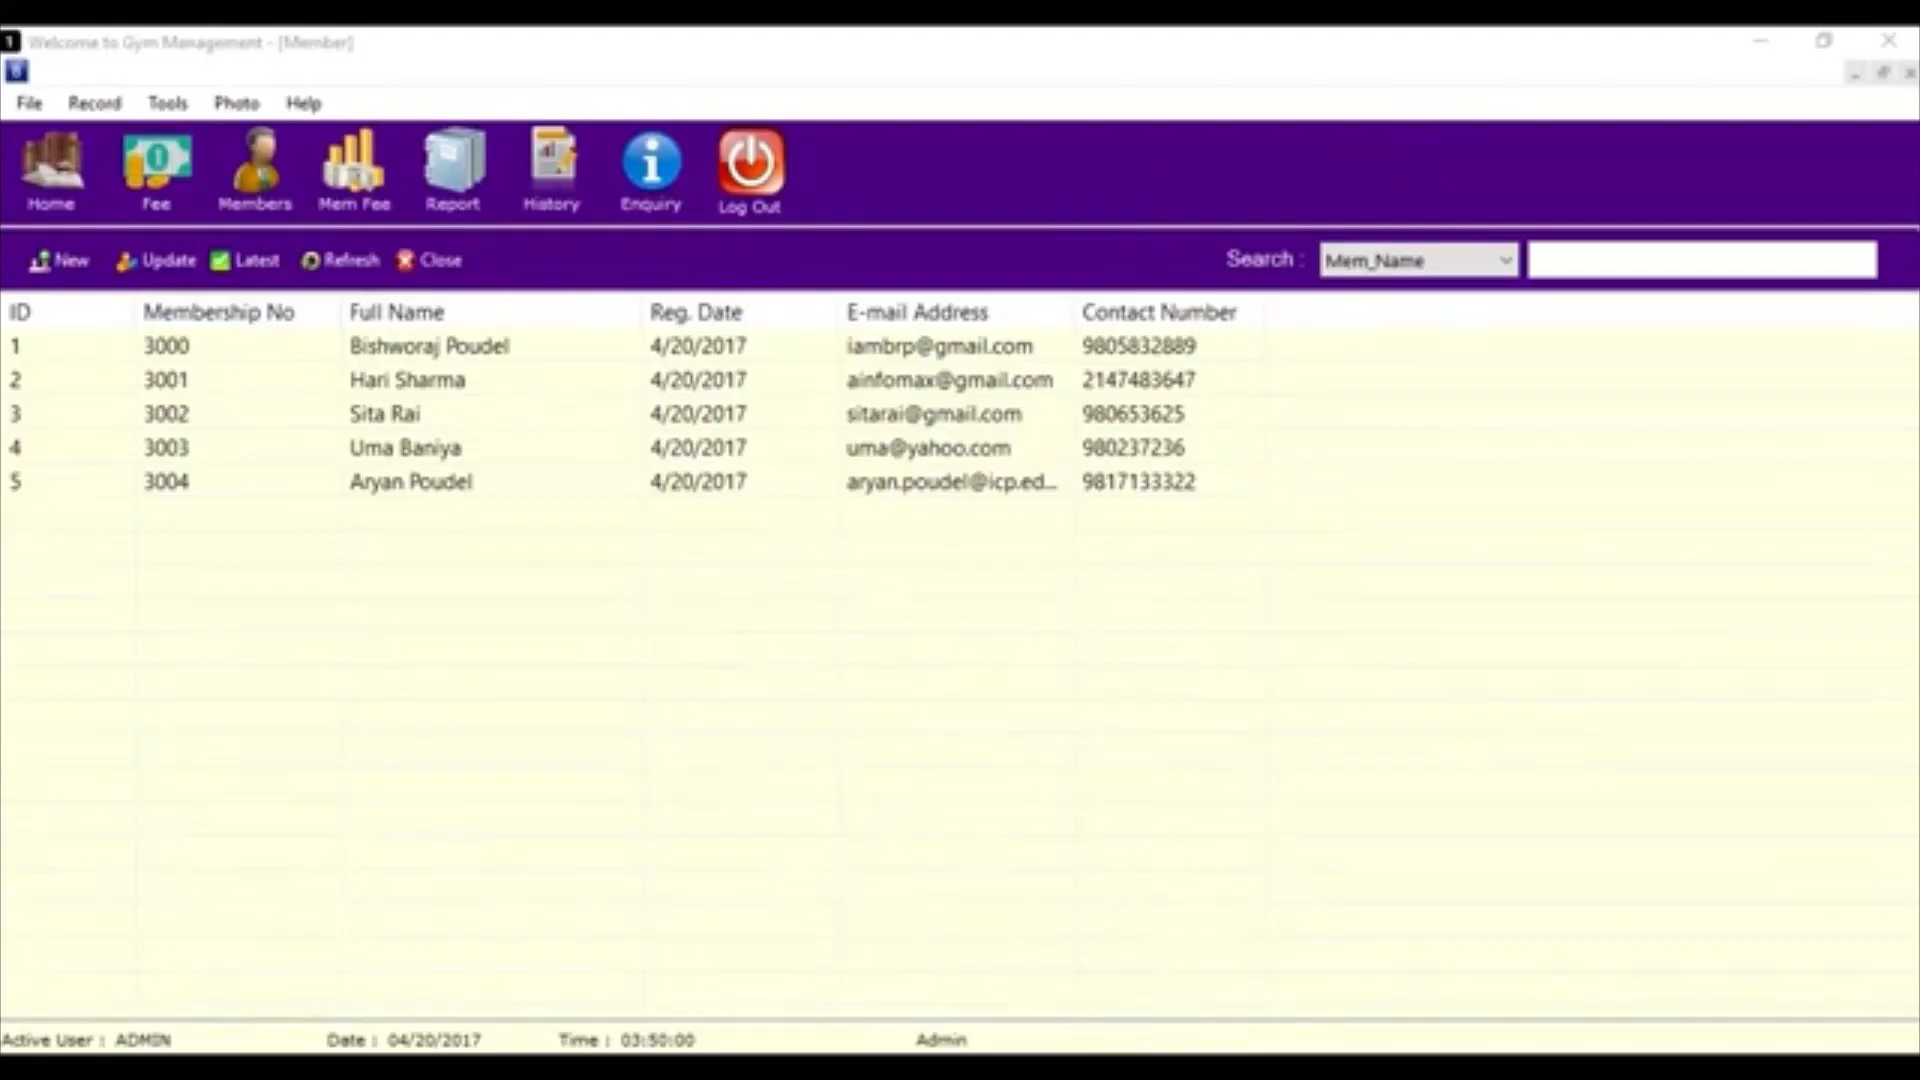 Welcome to Gym Management - [Member]
File Record Tools Photo Help
Home Fee Members Mem Fee Report History Enquiry Log Out
New Update Latest Refresh Close Search : Mem_Name
ID Membership No Full Name Reg. Date E-mail Address Contact Number
1 3000 Bishworaj Poudel 4/20/2017 iambrp@gmail.com 9805832889
2 3001 Hari Sharma 4/20/2017 ainfomax@gmail.com 2147483647
3 3002 Sita Rai 4/20/2017 sitarai@gmail.com 980653625
4 3003 Uma Baniya 4/20/2017 uma@yahoo.com 980237236
5 3004 Aryan Poudel 4/20/2017 aryan.poudel@icp.ed... 9817133322
Active User : ADMIN Date : 04/20/2017 Time : 03:50:00 Admin